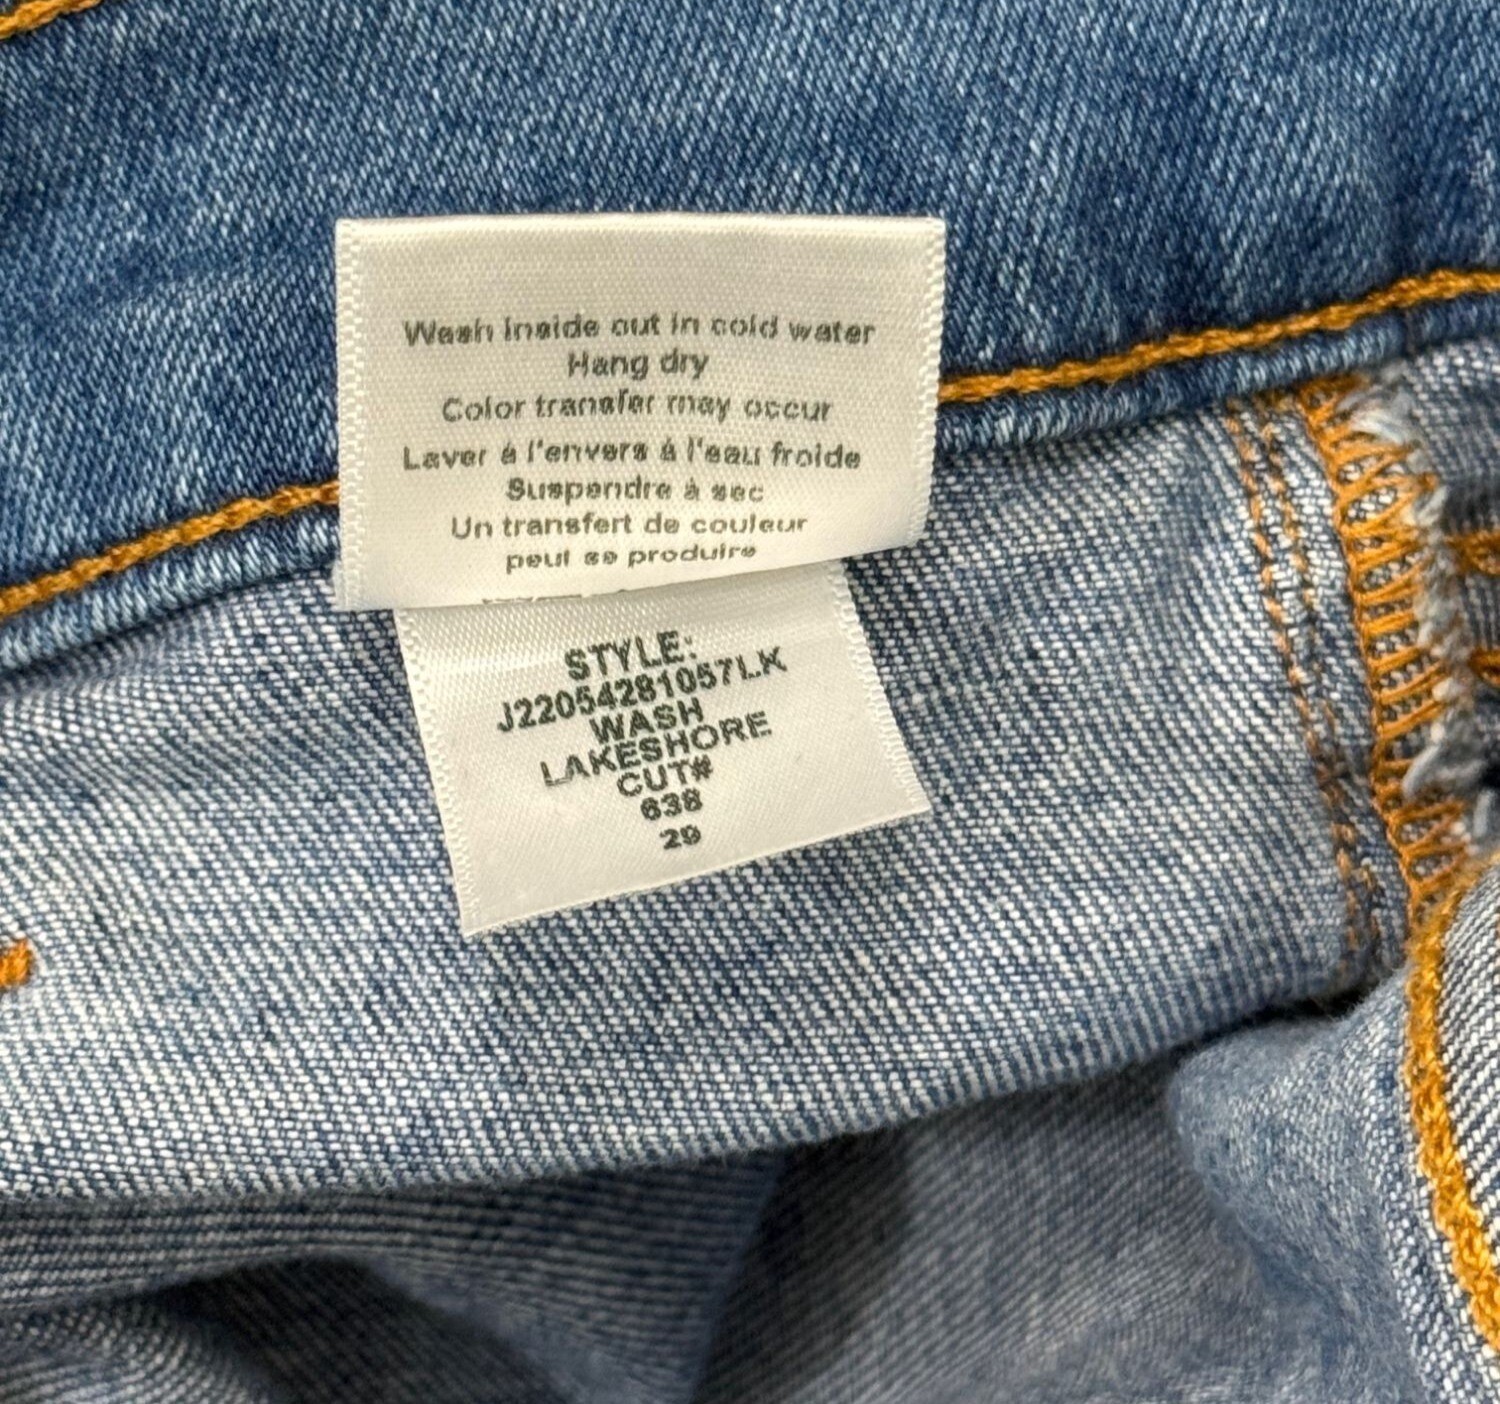 Wash inside out in cold water
Hang dry
Color transfer may occur
Laver à l'envers à l'eau froide
Suspendre à sec
Un transfert de couleur
peut se produire
STYLE:
J22054281057LK
WASH
LAKESHORE
CUT#
638
29